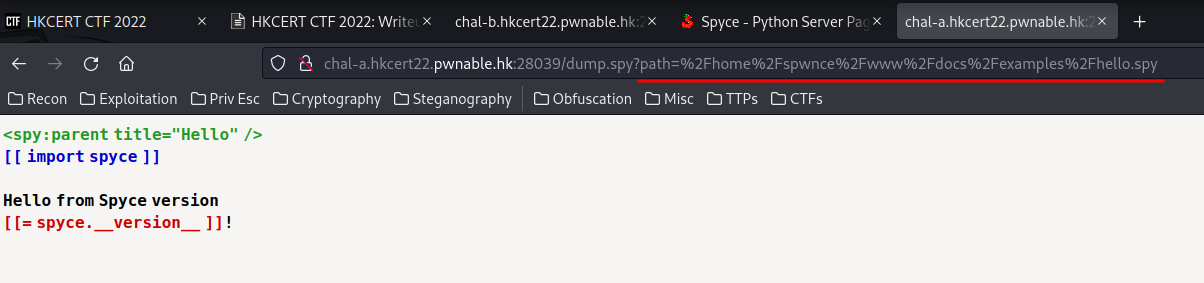 CTF HKCERT CTF 2022
HKCERT CTF 2022: Writeu
chal-b.hkcert22.pwnable.hk:2
Spyce - Python Server Pag
chal-a.hkcert22.pwnable.hk:2
chal-a.hkcert22.pwnable.hk:28039/dump.spy?path=%2Fhome%2Fspwnce%2Fwww%2Fdocs%2Fexamples%2Fhello.spy
Recon Exploitation Priv Esc Cryptography Steganography Obfuscation Misc TTPs CTFs
<spy:parent title="Hello" />
[[ import spyce ]]
Hello from Spyce version
[[= spyce.__version__ ]]!